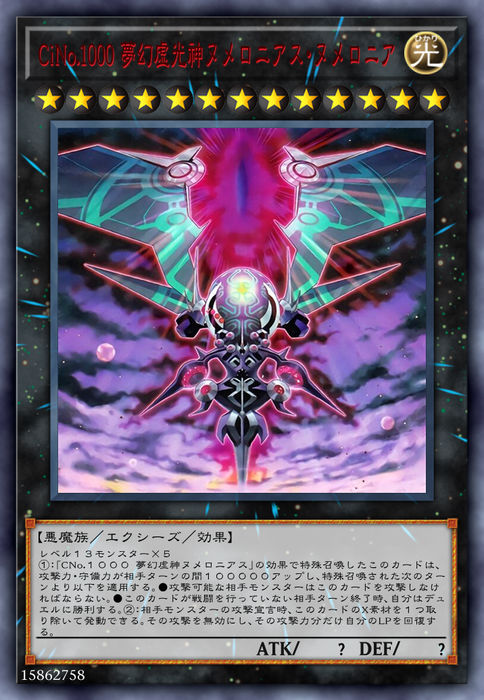 CiNo.1000 夢幻虚光神ヌメロニアス・ヌメロニア
ひかり
光
【悪魔族／エクシーズ／効果】
レベル１３モンスター×５
①：「CNo.１０００ 夢幻虚神ヌメロニアス」の効果で特殊召喚したこのカードは、
攻撃力・守備力が相手ターンの間１０００００アップし、特殊召喚された次のター
ンより以下を適用する。●攻撃可能な相手モンスターはこのカードを攻撃しなけ
ればならない。●このカードが戦闘を行っていない相手ターン終了時、自分はデュ
エルに勝利する。②：相手モンスターの攻撃宣言時、このカードのX素材を１つ取
り除いて発動できる。その攻撃を無効にし、その攻撃力分だけ自分のLPを回復す
る。
ATK/ ? DEF/ ?
15862758